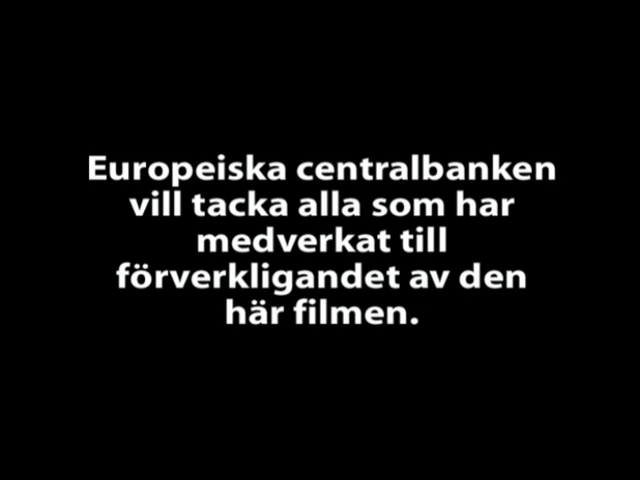 Europeiska centralbanken
vill tacka alla som har
medverkat till
förverkligandet av den
här filmen.